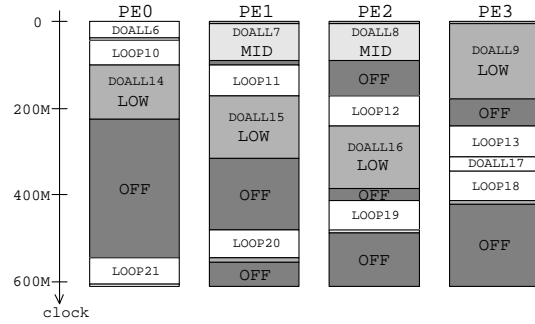 PE0 PE1 PE2 PE3
0
200M
400M
600M
clock
DOALL6
LOOP10
DOALL14
LOW
OFF
LOOP21
DOALL7
MID
LOOP11
DOALL15
LOW
OFF
LOOP20
OFF
DOALL8
MID
OFF
LOOP12
DOALL16
LOW
OFF
LOOP19
OFF
DOALL9
LOW
OFF
LOOP13
DOALL17
LOOP18
OFF